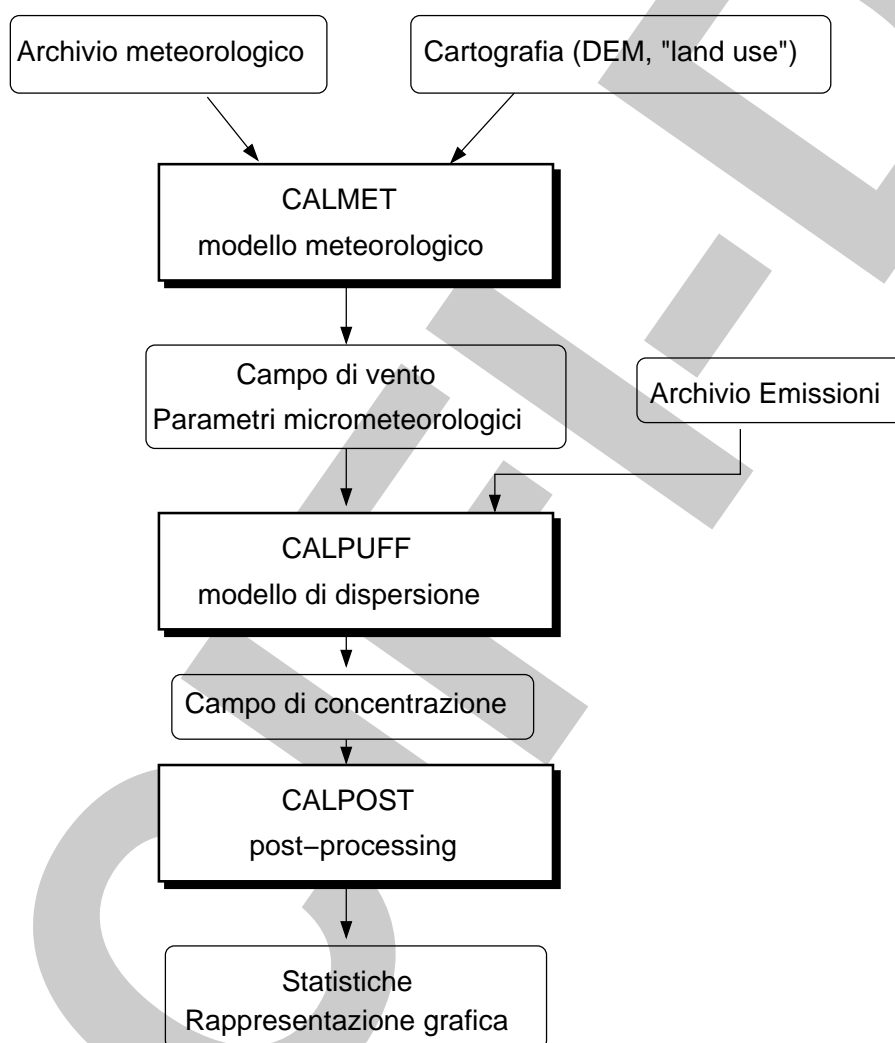 Archivio meteorologico
Cartografia (DEM, "land use")
CALMET
modello meteorologico
Campo di vento
Parametri micrometeorologici
Archivio Emissioni
CALPUFF
modello di dispersione
Campo di concentrazione
CALPOST
post−processing
Statistiche
Rappresentazione grafica